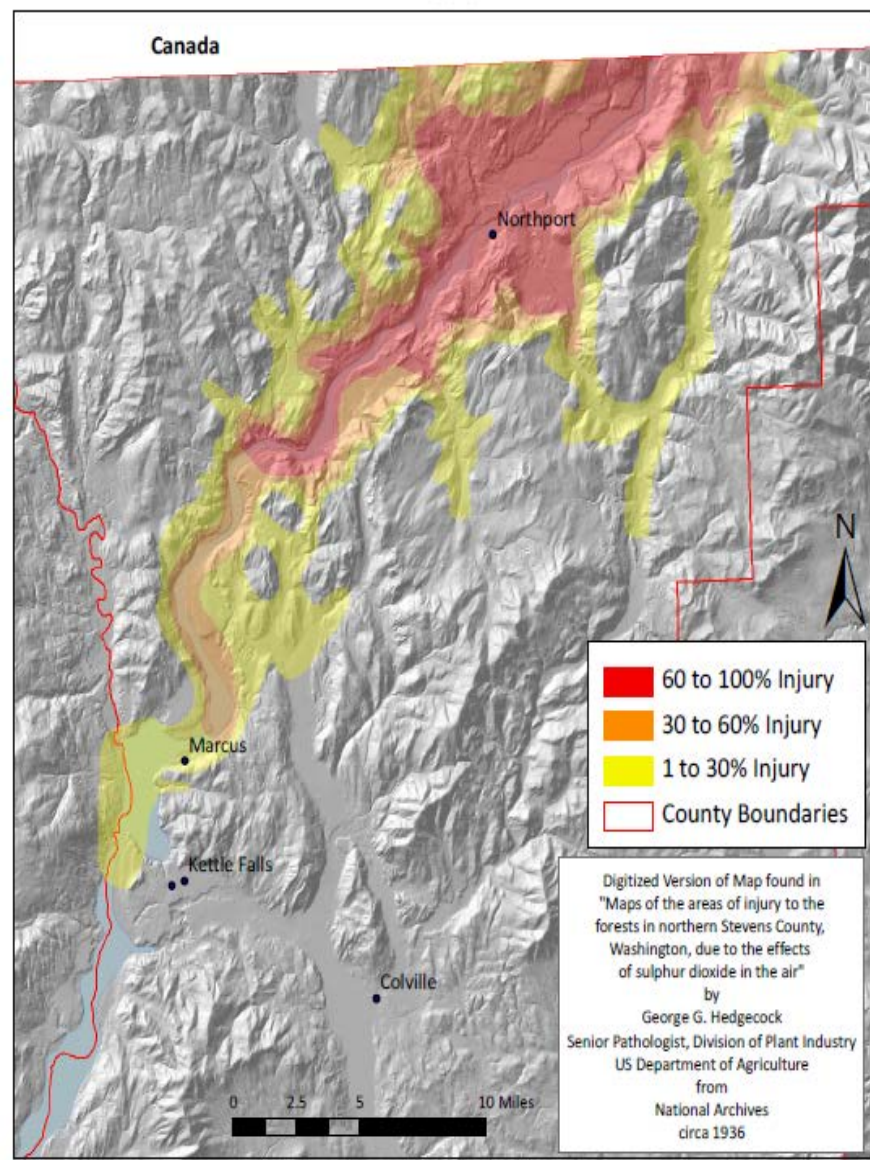 Canada
Northport
N
60 to 100% Injury
30 to 60% Injury
1 to 30% Injury
County Boundaries
Marcus
Kettle Falls
Colville
0 2.5 5 10 Miles
Digitized Version of Map found in
"Maps of the areas of injury to the
forests in northern Stevens County,
Washington, due to the effects
of sulphur dioxide in the air"
by
George G. Hedgecock
Senior Pathologist, Division of Plant Industry
US Department of Agriculture
from
National Archives
circa 1936